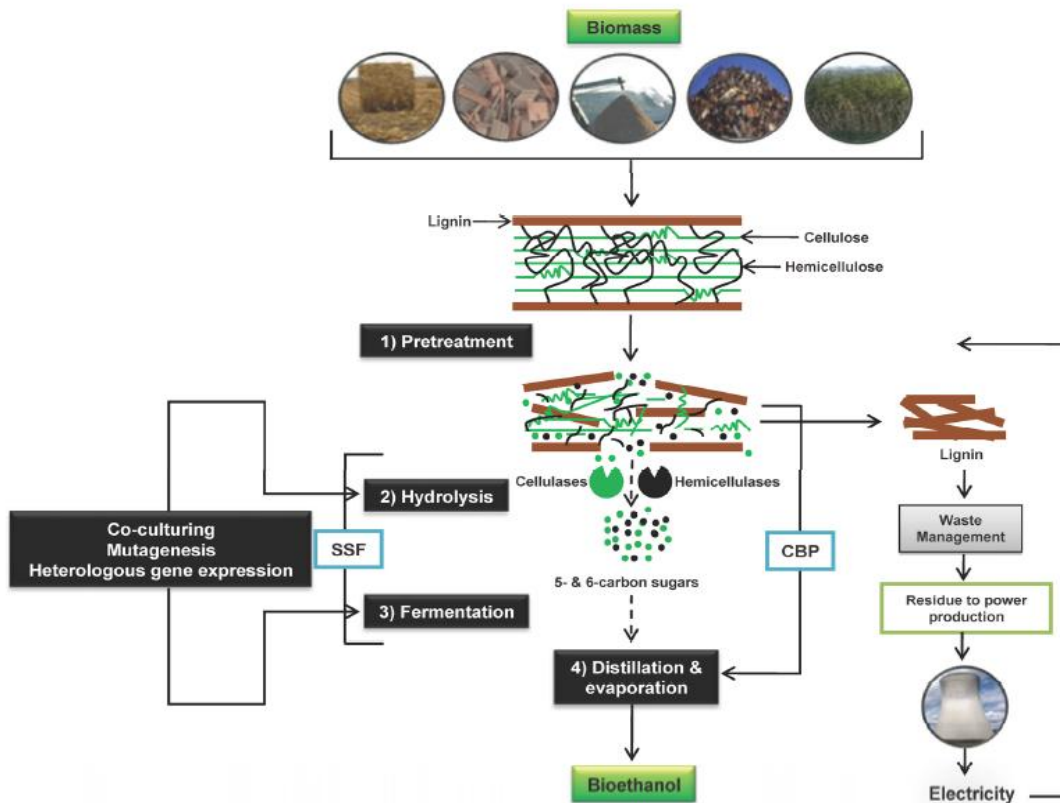 Biomass
Lignin
Cellulose
Hemicellulose
1) Pretreatment
Cellulases
Hemicellulases
Lignin
2) Hydrolysis
Co-culturing
Mutagenesis
Heterologous gene expression
SSF
CBP
Waste
Management
5- & 6-carbon sugars
3) Fermentation
Residue to power
production
4) Distillation &
evaporation
Bioethanol
Electricity